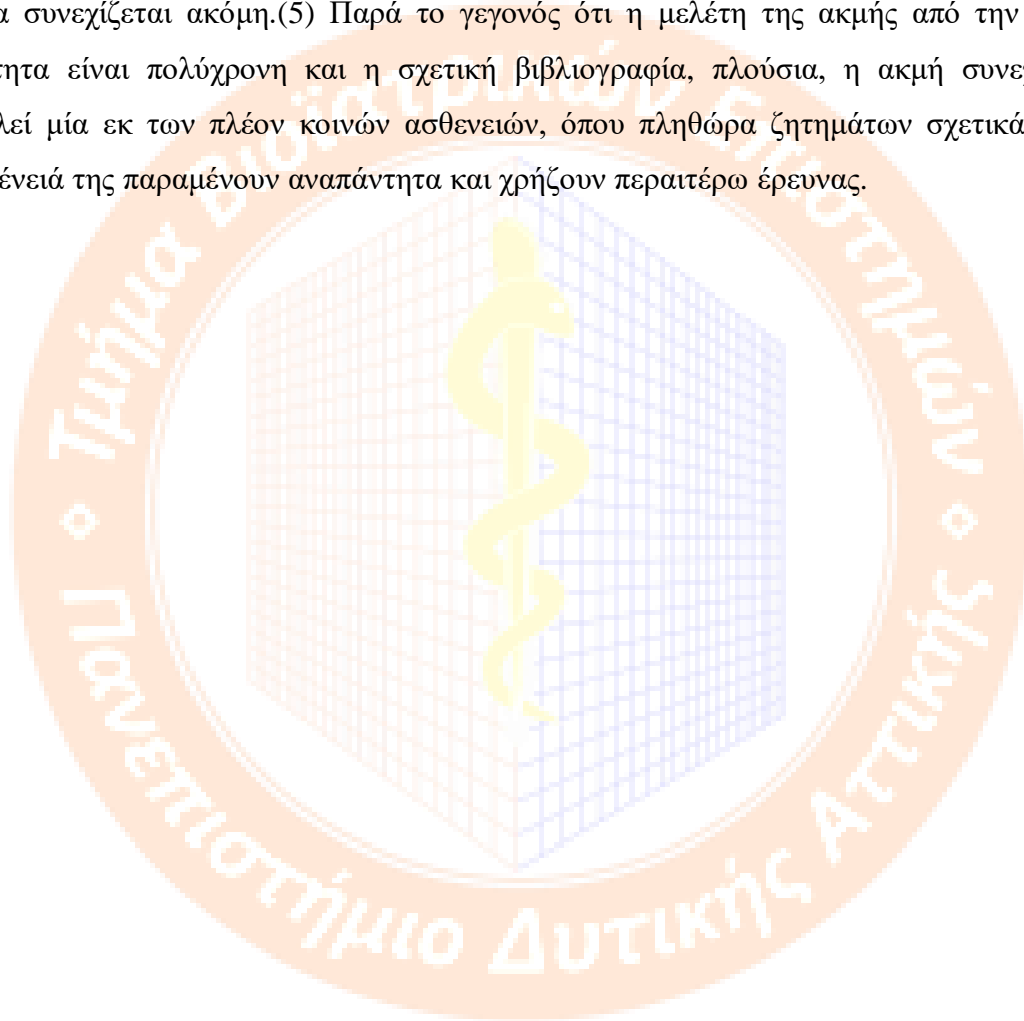 α συνεχίζεται ακόμη.(5) Παρά το γεγονός ότι η μελέτη της ακμής από την
τητα είναι πολύχρονη και η σχετική βιβλιογραφία, πλούσια, η ακμή συνεχ
λεί μία εκ των πλέον κοινών ασθενειών, όπου πληθώρα ζητημάτων σχετικά
ένειά της παραμένουν αναπάντητα και χρήζουν περαιτέρω έρευνας.
Τμήμα Βιοϊατρικών Επιστημών
Πανεπιστήμιο Δυτικής Αττικής